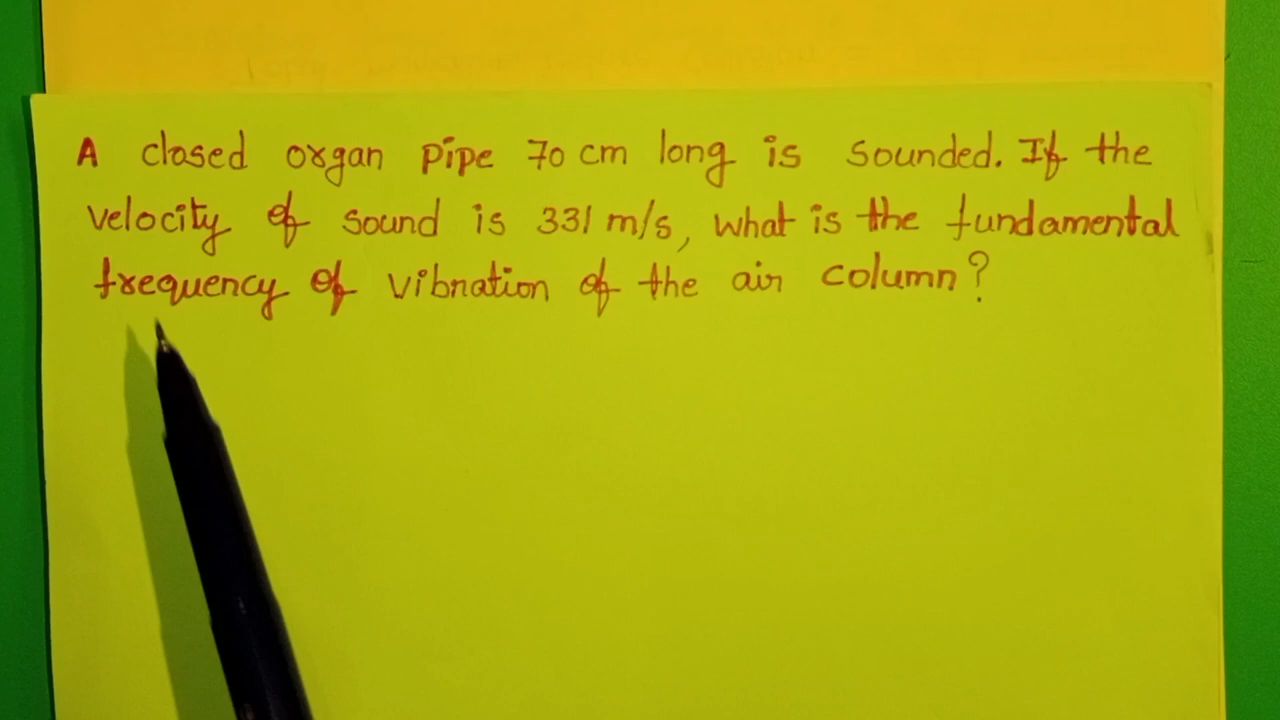 A closed organ pipe 70 cm long is sounded. If the
velocity of sound is 331 m/s, what is the fundamental
frequency of vibration of the air column?